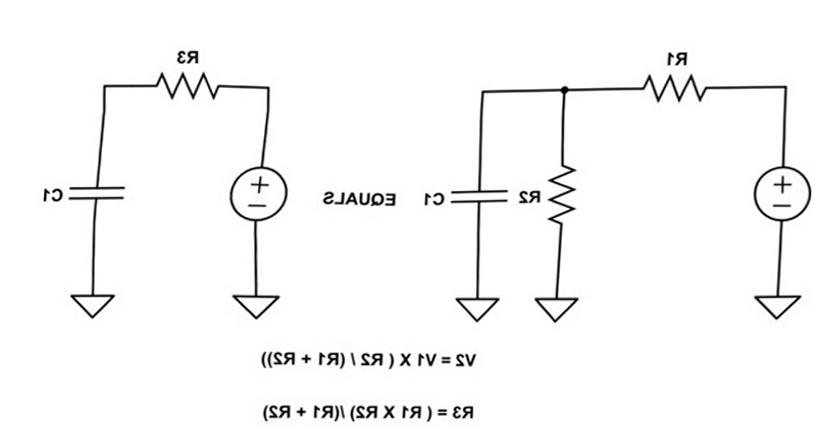 R1
R3
R2
C1
EQUALS
C1
V2 = V1 X ( R2 / (R1 + R2))
R3 = ( R1 X R2) /(R1 + R2)